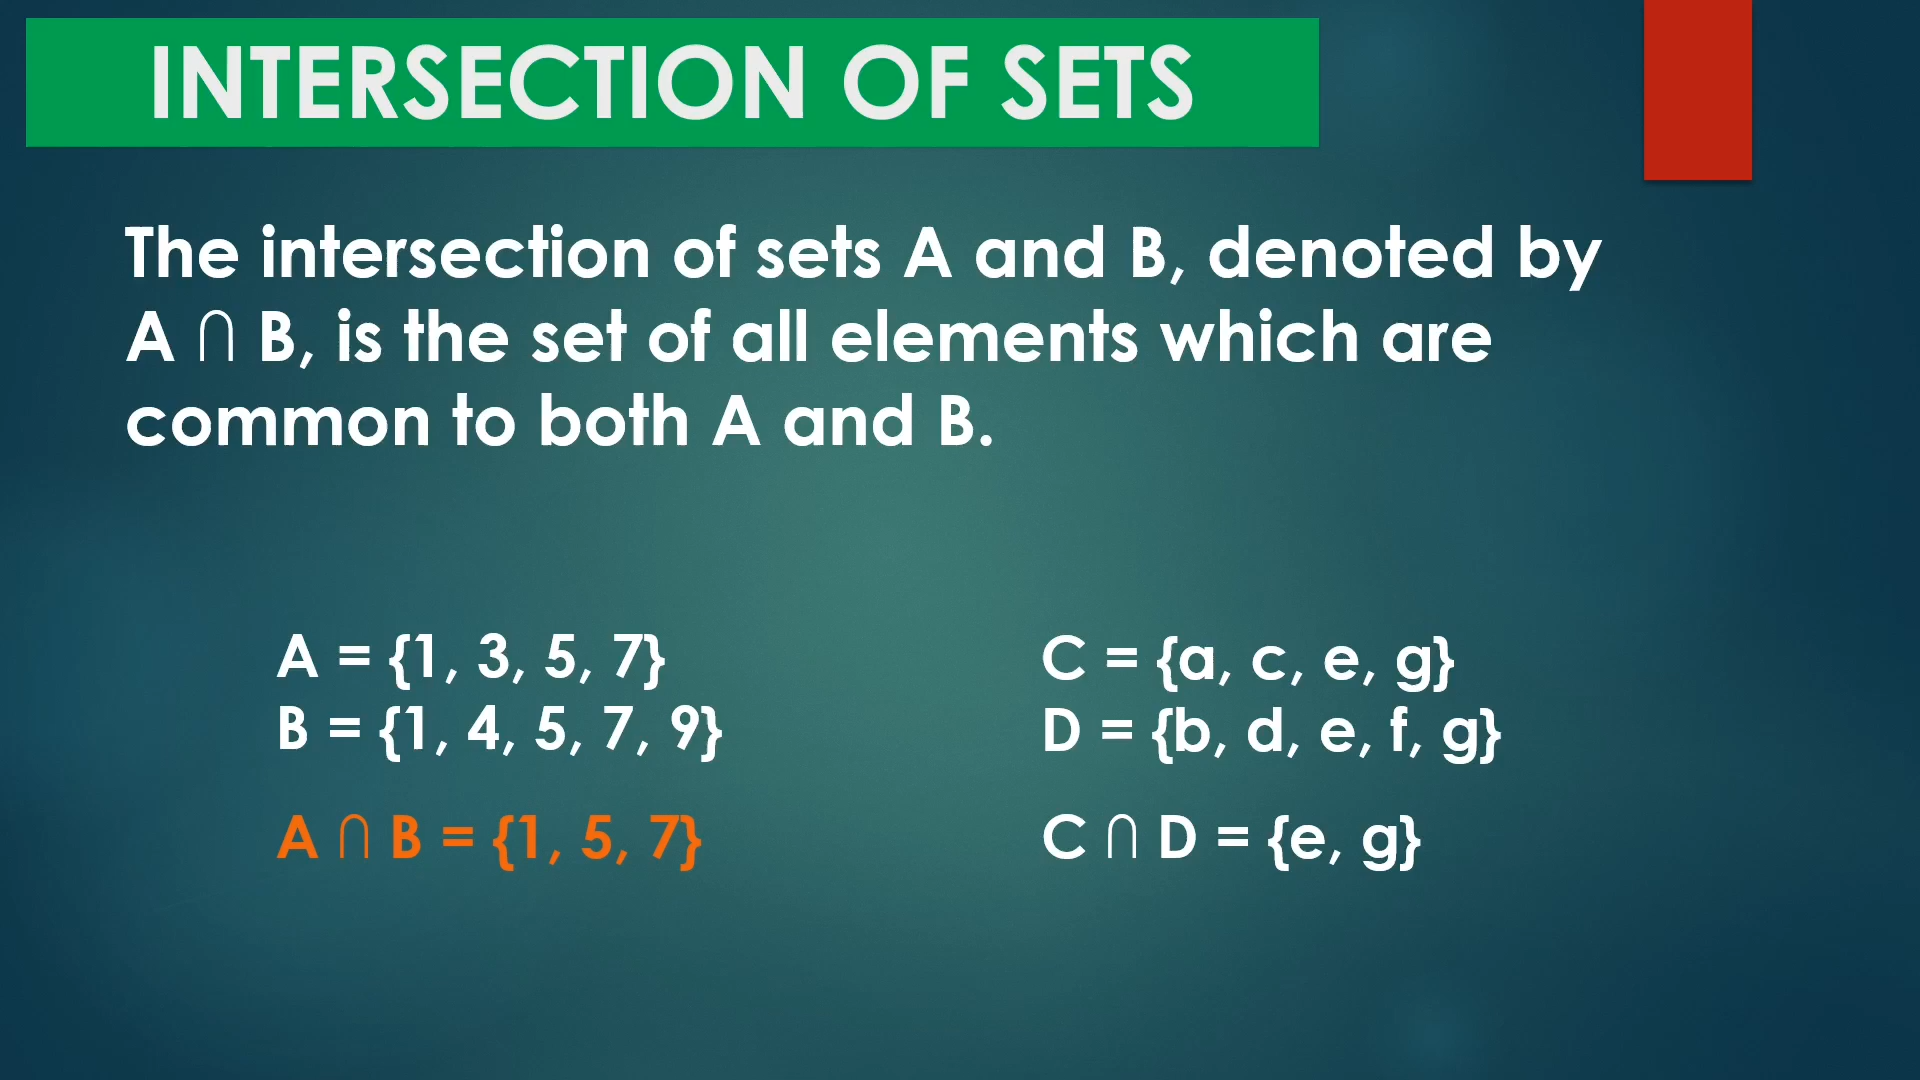 INTERSECTION OF SETS
The intersection of sets A and B, denoted by
A ∩ B, is the set of all elements which are
common to both A and B.
A = {1, 3, 5, 7}
B = {1, 4, 5, 7, 9}
A ∩ B = {1, 5, 7}
C = {a, c, e, g}
D = {b, d, e, f, g}
C ∩ D = {e, g}